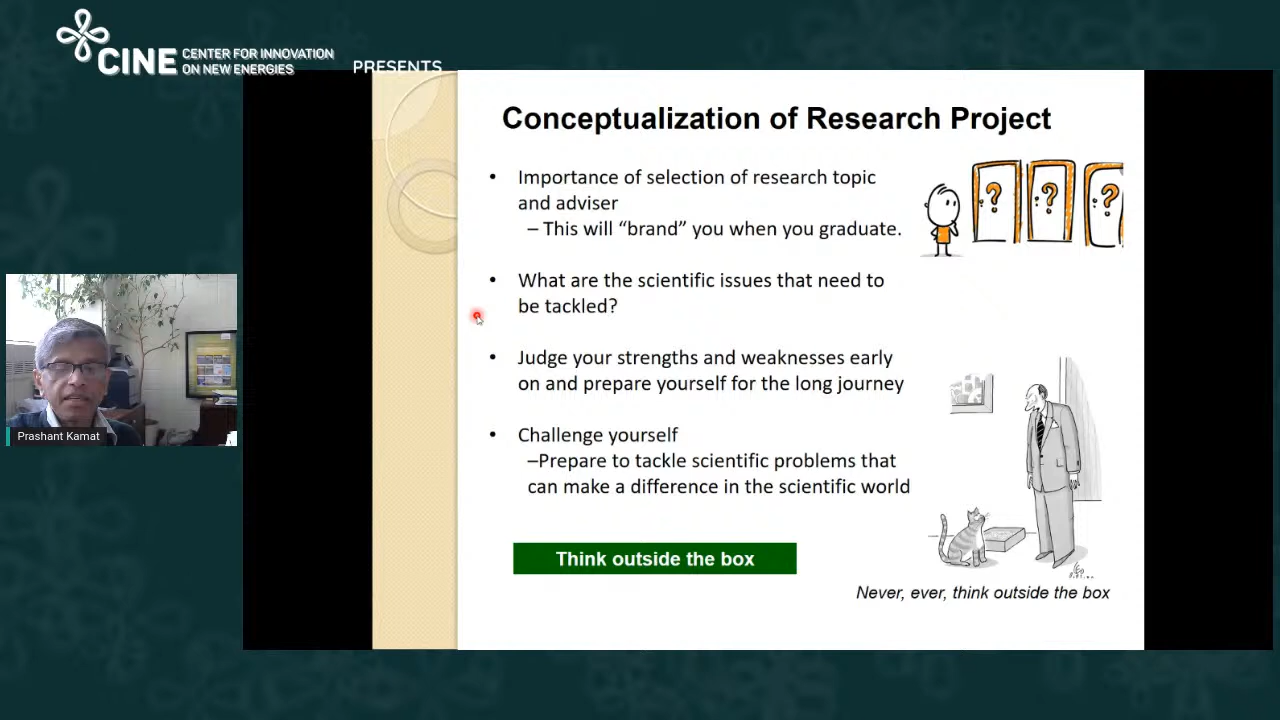 CINE
CENTER FOR INNOVATION
ON NEW ENERGIES
PRESENTS
Conceptualization of Research Project
• Importance of selection of research topic
and adviser
– This will “brand” you when you graduate.
• What are the scientific issues that need to
be tackled?
• Judge your strengths and weaknesses early
on and prepare yourself for the long journey
• Challenge yourself
–Prepare to tackle scientific problems that
can make a difference in the scientific world
Think outside the box
Never, ever, think outside the box
? ? ?
Prashant Kamat